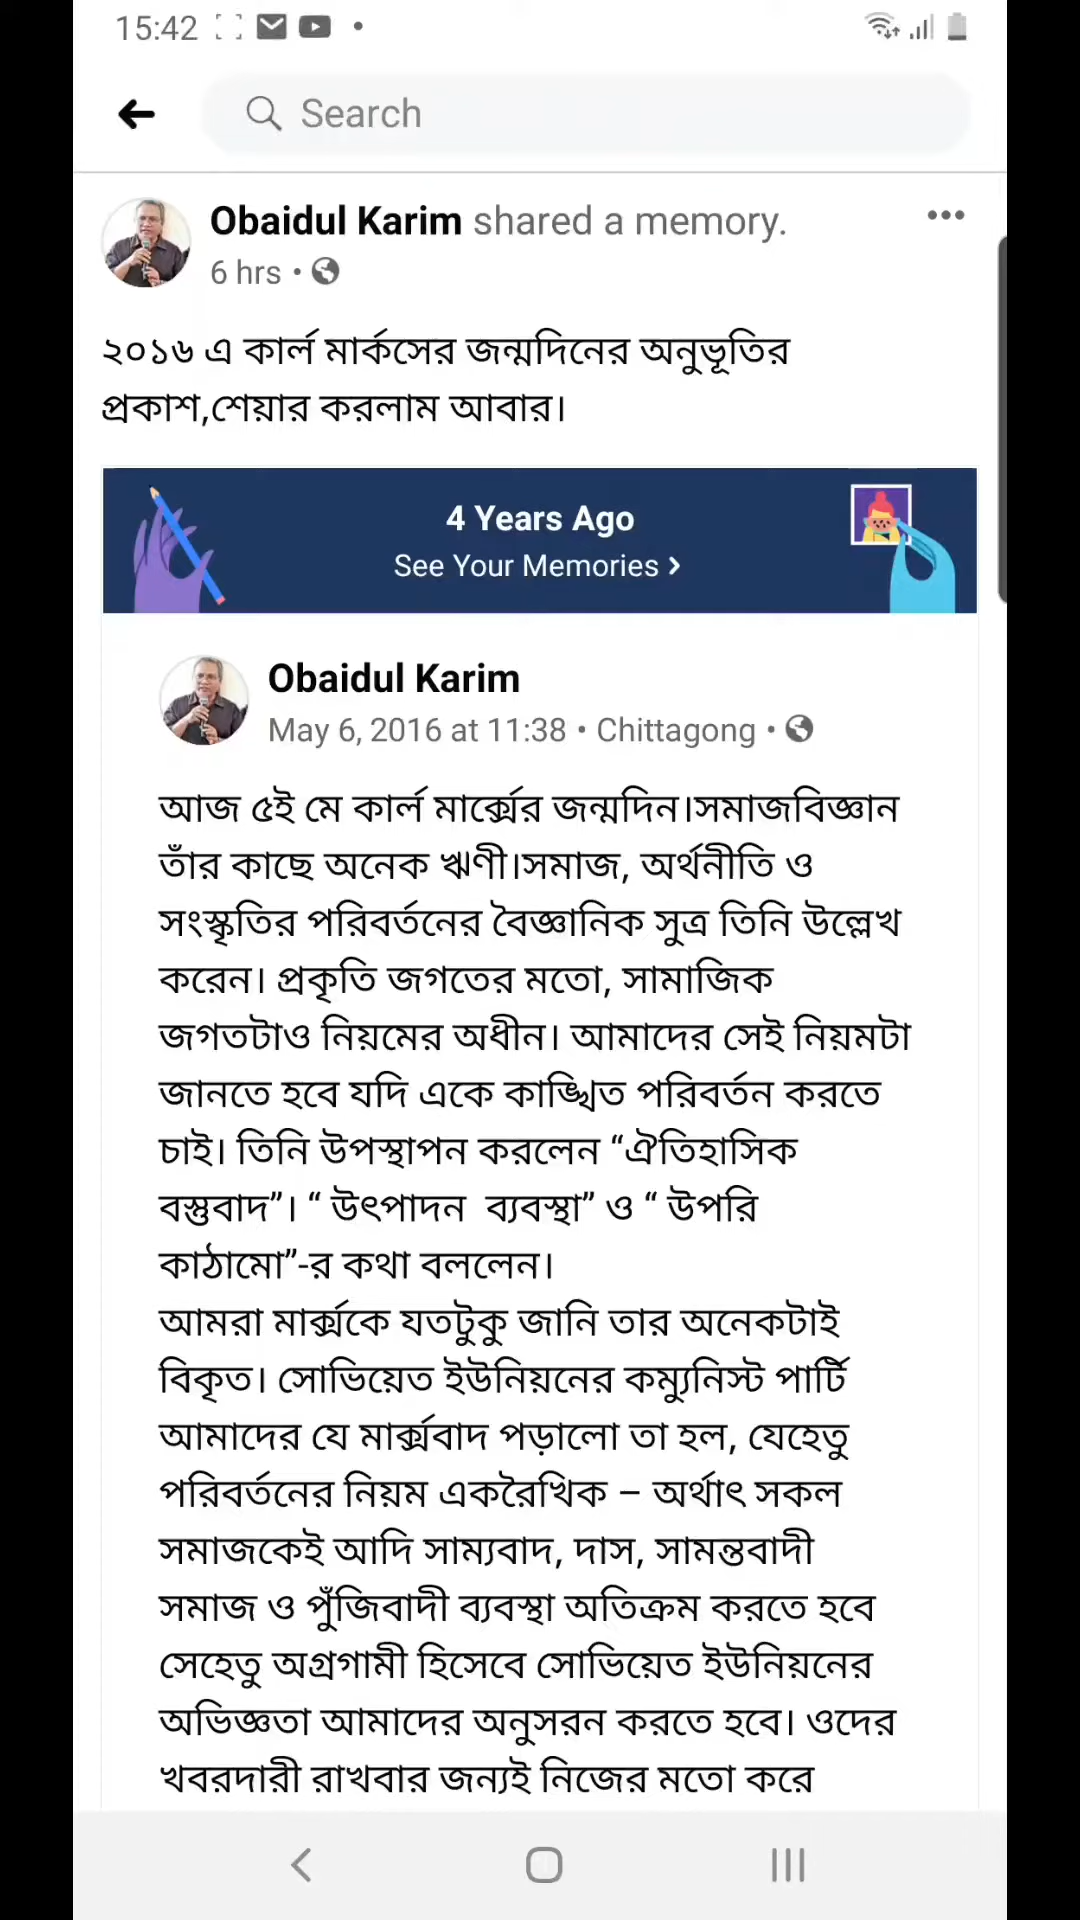 15:42
Search
Obaidul Karim shared a memory.
6 hrs •
২০১৬ এ কার্ল মার্কসের জন্মদিনের অনুভূতির
প্রকাশ,শেয়ার করলাম আবার।
4 Years Ago
See Your Memories >
Obaidul Karim
May 6, 2016 at 11:38 • Chittagong •
আজ ৫ই মে কার্ল মার্ক্সের জন্মদিন।সমাজবিজ্ঞান
তাঁর কাছে অনেক ঋণী।সমাজ, অর্থনীতি ও
সংস্কৃতির পরিবর্তনের বৈজ্ঞানিক সুত্র তিনি উল্লেখ
করেন। প্রকৃতি জগতের মতো, সামাজিক
জগতটাও নিয়মের অধীন। আমাদের সেই নিয়মটা
জানতে হবে যদি একে কাঙ্খিত পরিবর্তন করতে
চাই। তিনি উপস্থাপন করলেন “ঐতিহাসিক
বস্তুবাদ”। “ উৎপাদন  ব্যবস্থা” ও “ উপরি
কাঠামো”-র কথা বললেন।
আমরা মার্ক্সকে যতটুকু জানি তার অনেকটাই
বিকৃত। সোভিয়েত ইউনিয়নের কম্যুনিস্ট পার্টি
আমাদের যে মার্ক্সবাদ পড়ালো তা হল, যেহেতু
পরিবর্তনের নিয়ম একরৈখিক – অর্থাৎ সকল
সমাজকেই আদি সাম্যবাদ, দাস, সামন্তবাদী
সমাজ ও পুঁজিবাদী ব্যবস্থা অতিক্রম করতে হবে
সেহেতু অগ্রগামী হিসেবে সোভিয়েত ইউনিয়নের
অভিজ্ঞতা আমাদের অনুসরন করতে হবে। ওদের
খবরদারী রাখবার জন্যই নিজের মতো করে